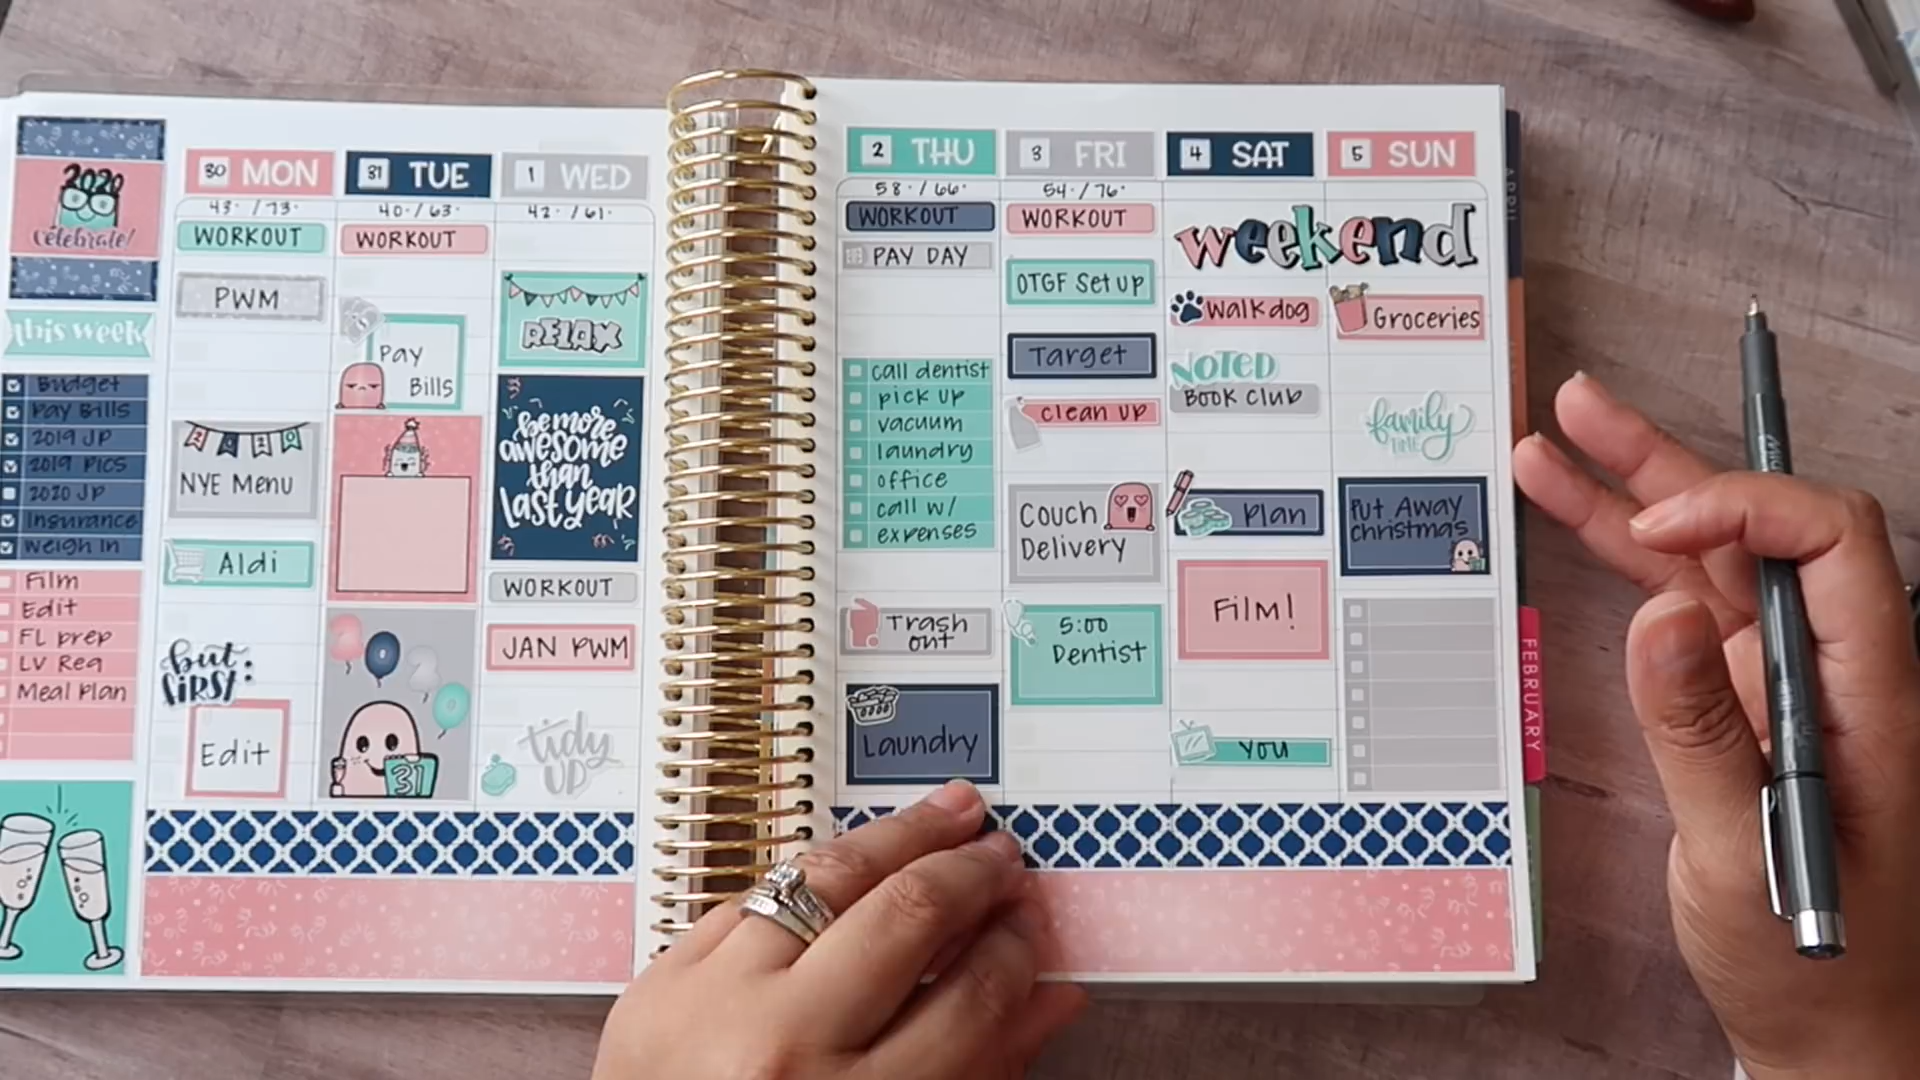 2020
celebrate!
this week
Budget
Pay Bills
2019 JP
2019 PICS
2020 JP
Insurance
Weigh In
Film
Edit
FL prep
LV Req
Meal Plan
30 MON
43° / 73°
WORKOUT
PWM
2020
NYE Menu
Aldi
but
first:
Edit
31 TUE
40° / 63°
WORKOUT
Pay
Bills
2020
31
1 WED
42° / 61°
RELAX
be more
awesome
than
last year
WORKOUT
JAN PWM
tidy
UP
2 THU
58° / 66°
WORKOUT
PAY DAY
call dentist
pick up
vacuum
laundry
office
call w/
expenses
Trash
out
Laundry
3 FRI
54° / 76°
WORKOUT
OTGF Set up
Target
clean up
Couch
Delivery
5:00
Dentist
4 SAT
weekend
Walk dog
NOTED
Book Club
Plan
Film!
YOU
5 SUN
Groceries
family
TIME
Put Away
Christmas
APRIL
FEBRUARY